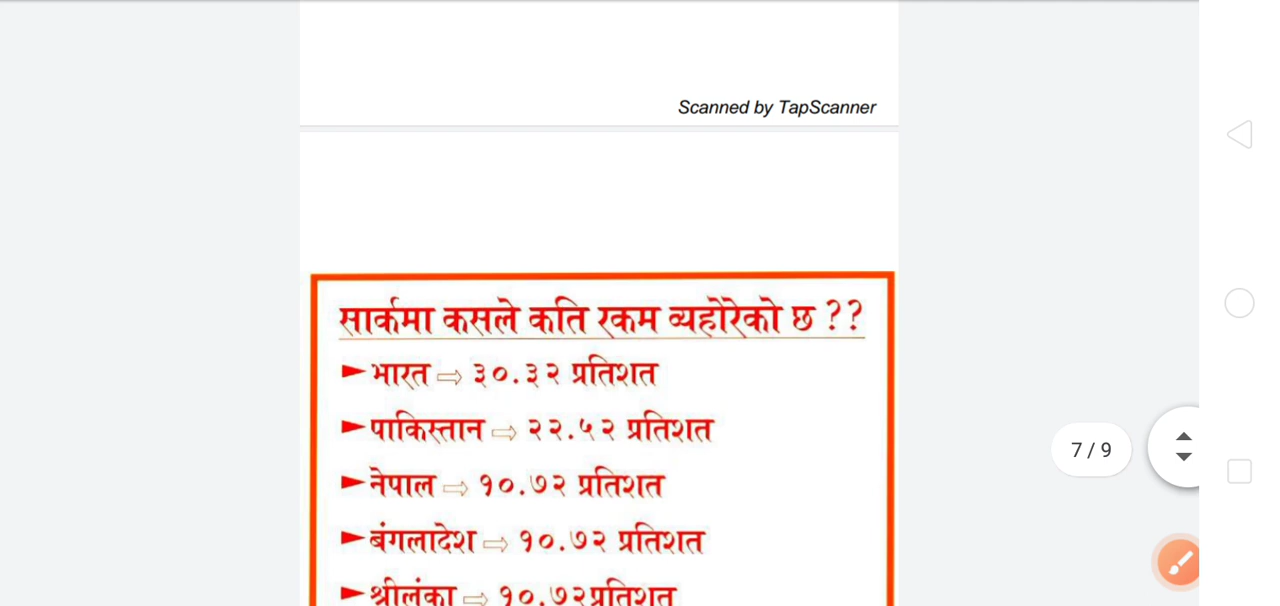 Scanned by TapScanner
सार्कमा कसले कति रकम व्यहोरेको छ ??
►भारत⇨ ३०.३२ प्रतिशत
►पाकिस्तान⇨ २२.५२ प्रतिशत
►नेपाल⇨ १०.७२ प्रतिशत
►बंगलादेश⇨ १०.७२ प्रतिशत
►श्रीलंका⇨ १०.७२प्रतिशत
7 / 9